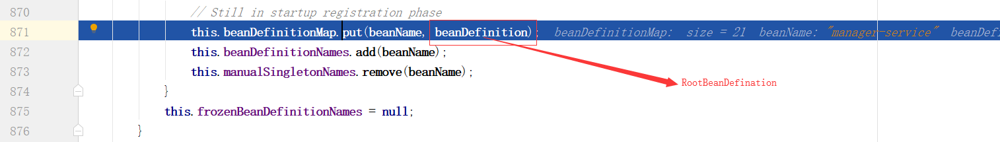 870 // Still in startup registration phase
871 this.beanDefinitionMap.put(beanName, beanDefinition); beanDefinitionMap: size = 21 beanName: "manager-service" beanDefi
872 this.beanDefinitionNames.add(beanName);
873 this.manualSingletonNames.remove(beanName);
RootBeanDefination
874 }
875 this.frozenBeanDefinitionNames = null;
876 }